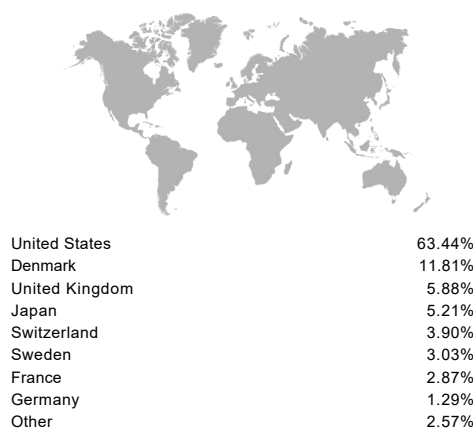 United States 63.44%
Denmark 11.81%
United Kingdom 5.88%
Japan 5.21%
Switzerland 3.90%
Sweden 3.03%
France 2.87%
Germany 1.29%
Other 2.57%